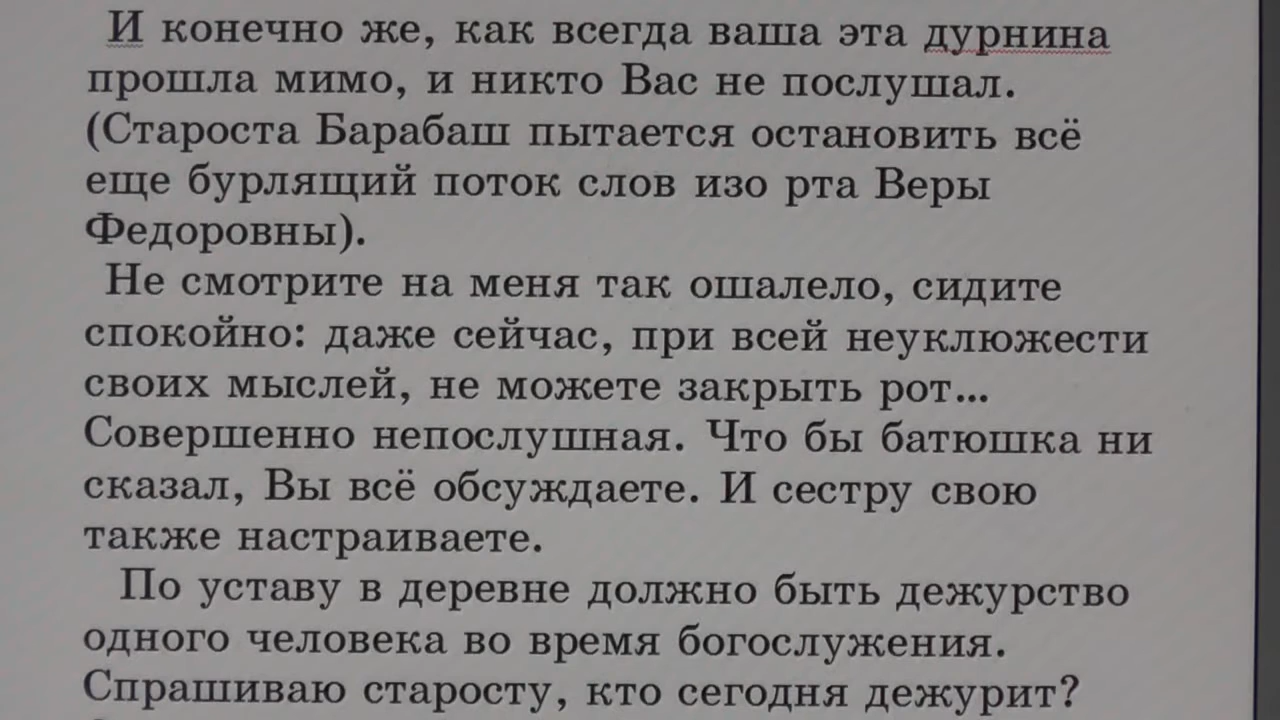 И конечно же, как всегда ваша эта дурнина
прошла мимо, и никто Вас не послушал.
(Староста Барабаш пытается остановить всё
еще бурлящий поток слов изо рта Веры
Федоровны).
Не смотрите на меня так ошалело, сидите
спокойно: даже сейчас, при всей неуклюжести
своих мыслей, не можете закрыть рот...
Совершенно непослушная. Что бы батюшка ни
сказал, Вы всё обсуждаете. И сестру свою
также настраиваете.
По уставу в деревне должно быть дежурство
одного человека во время богослужения.
Спрашиваю старосту, кто сегодня дежурит?